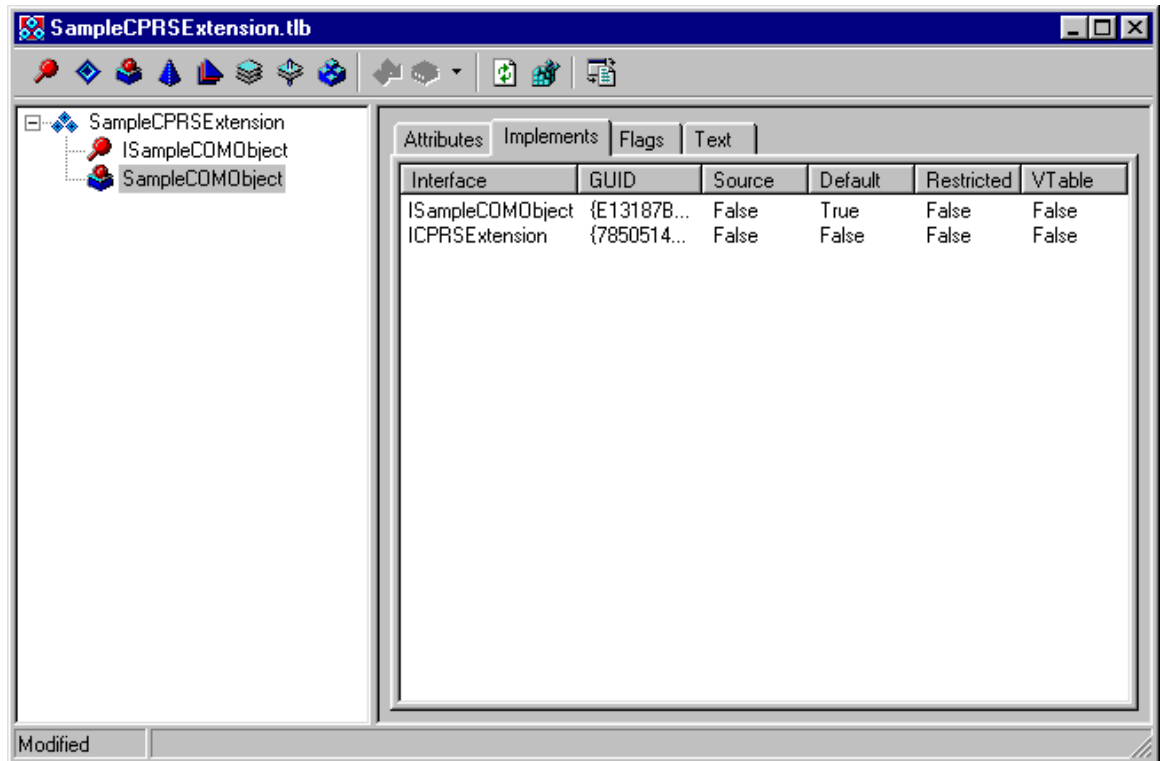 SampleCPRSExtension.tlb
SampleCPRSExtension
ISampleCOMObject
SampleCOMObject
Attributes Implements Flags Text
Interface GUID Source Default Restricted VTable
ISampleCOMObject {E13187B... False True False False
ICPRSExtension {7850514... False False False False
Modified